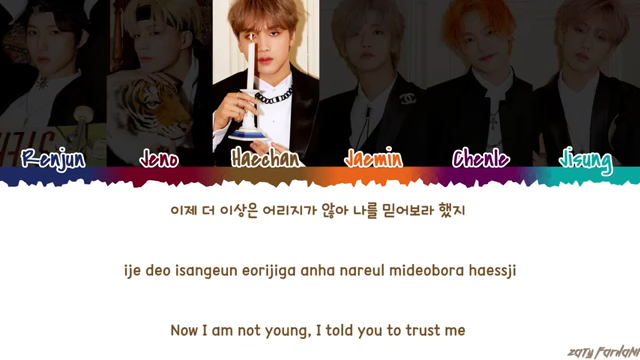 Renjun Jeno Haechan Jaemin Chenle Jisung
이제 더 이상은 어리지가 않아 나를 믿어보라 했지
ije deo isangeun eorijiga anha nareul mideobora haessji
Now I am not young, I told you to trust me